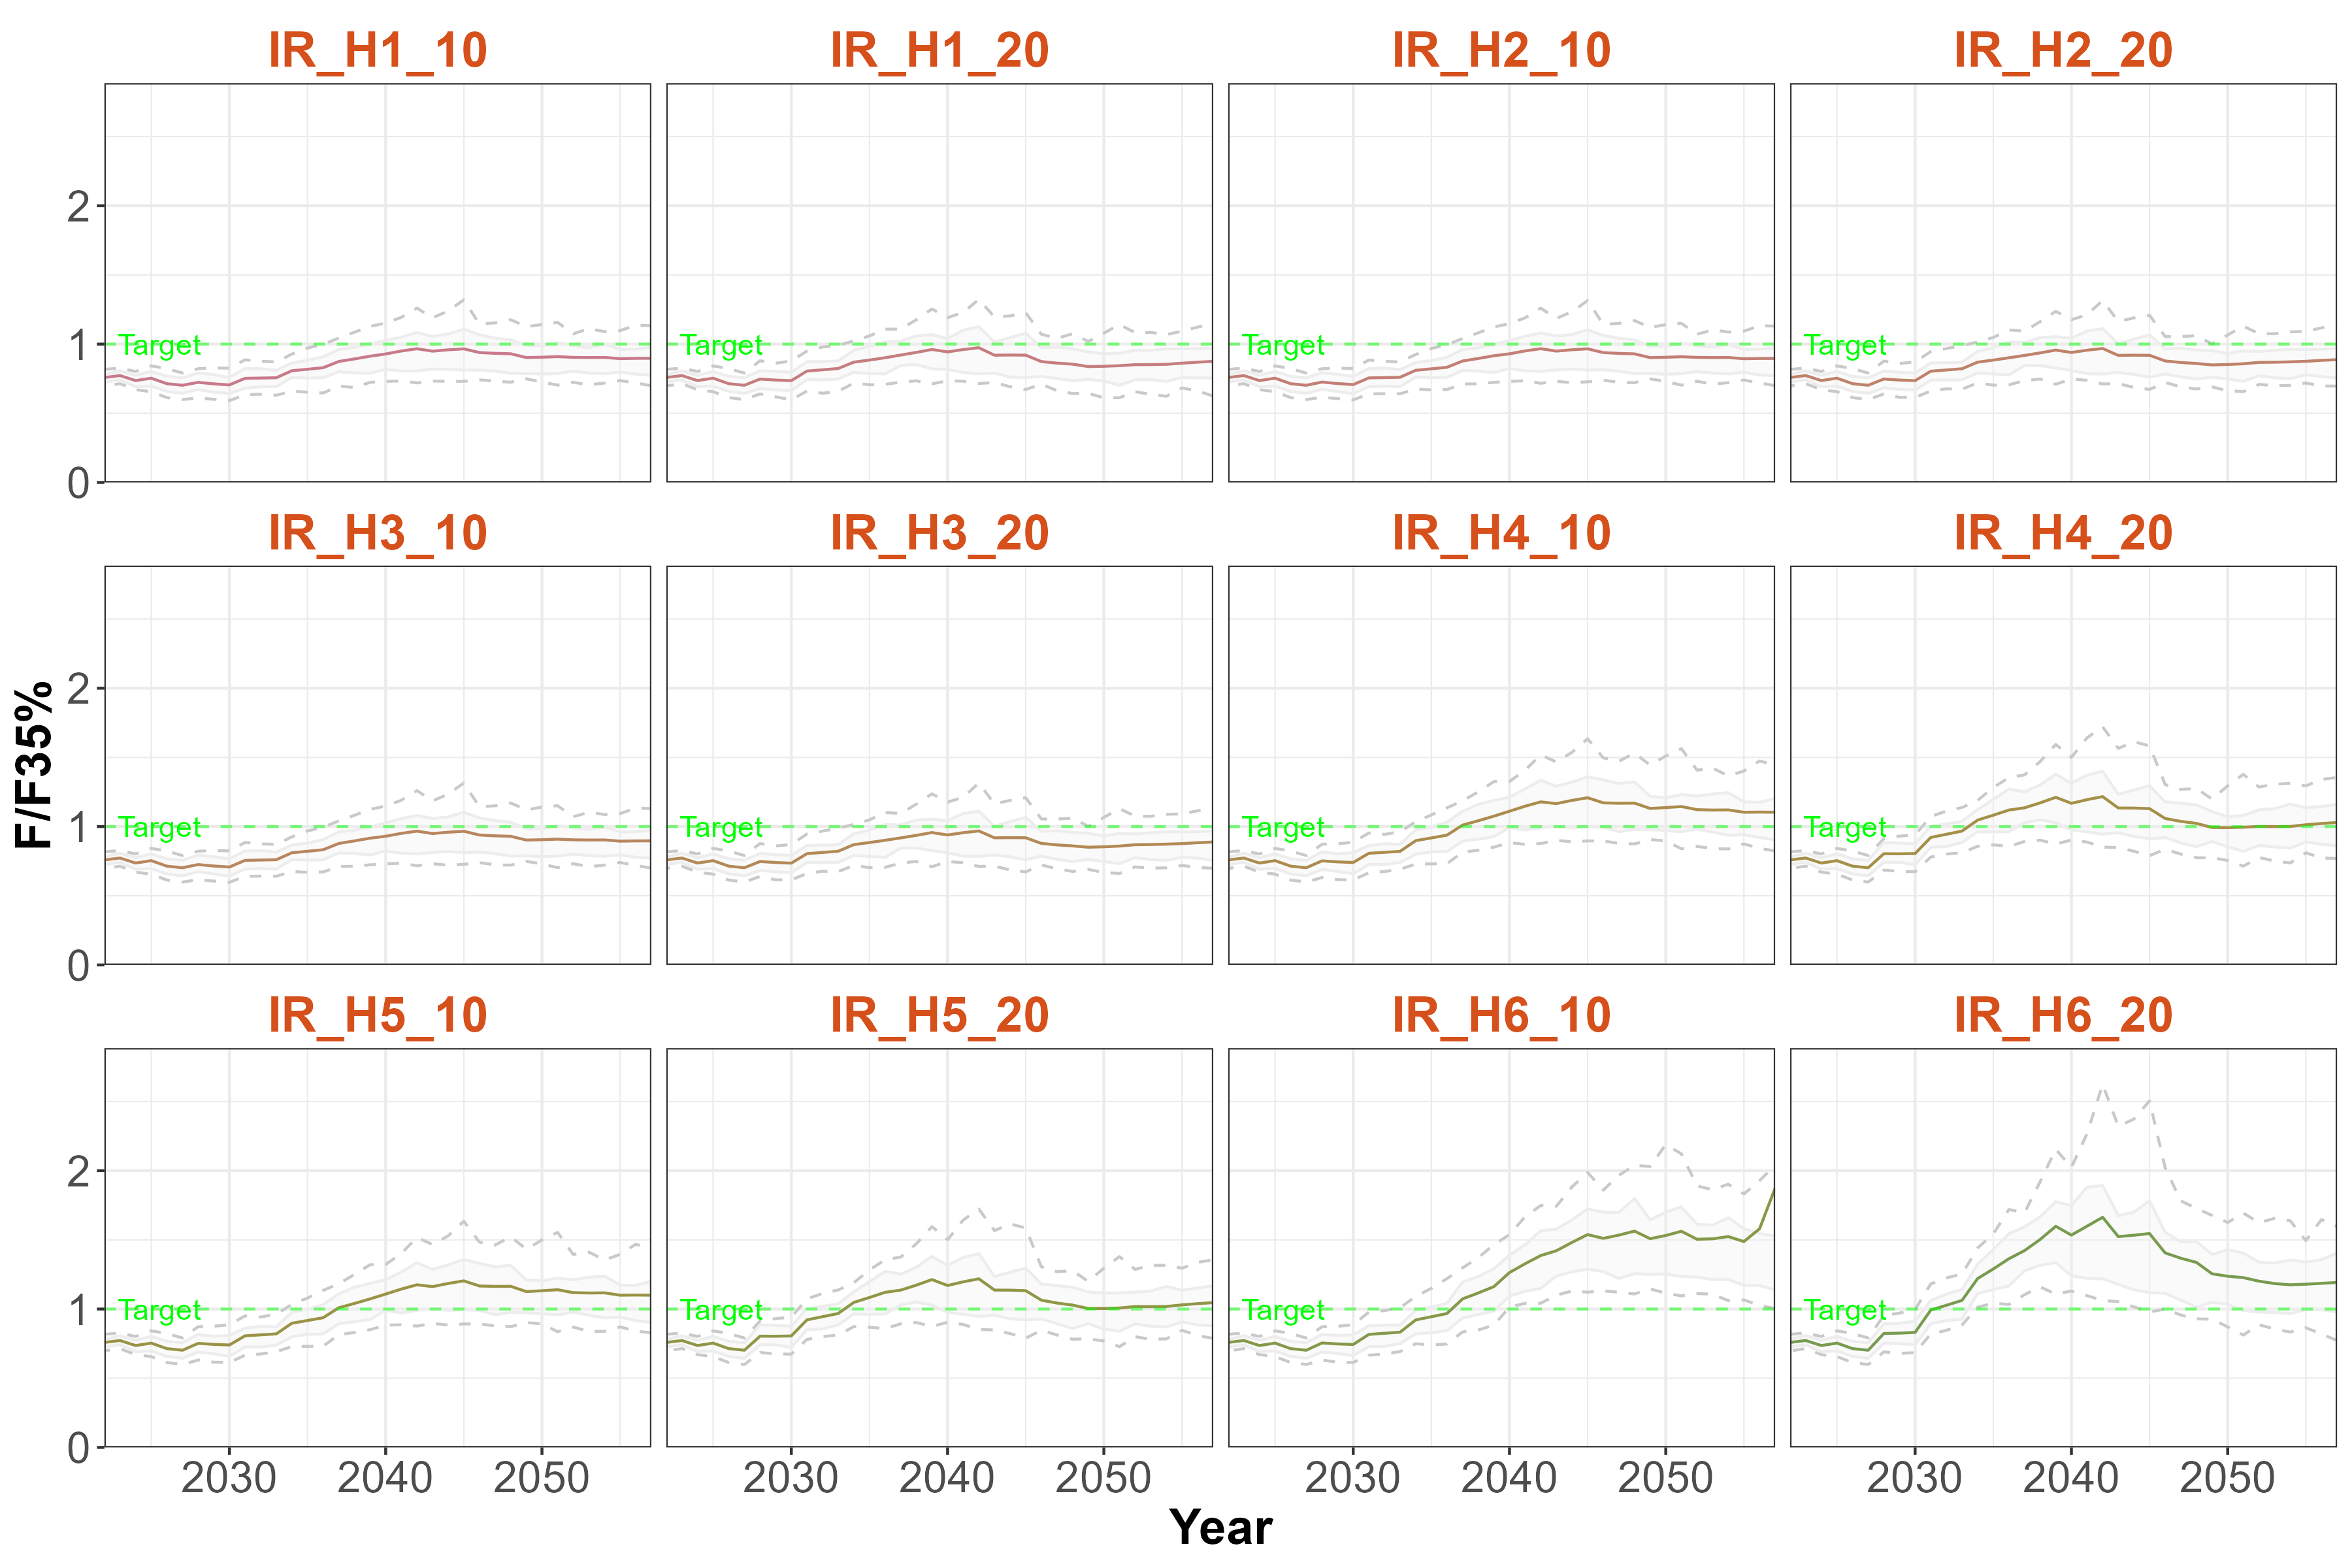 IR_H1_10 IR_H1_20 IR_H2_10 IR_H2_20
2
1
0
Target Target Target Target
IR_H3_10 IR_H3_20 IR_H4_10 IR_H4_20
2
1
0
Target Target Target Target
F/F35%
IR_H5_10 IR_H5_20 IR_H6_10 IR_H6_20
2
1
0
Target Target Target Target
2030 2040 2050 2030 2040 2050 2030 2040 2050 2030 2040 2050
Year